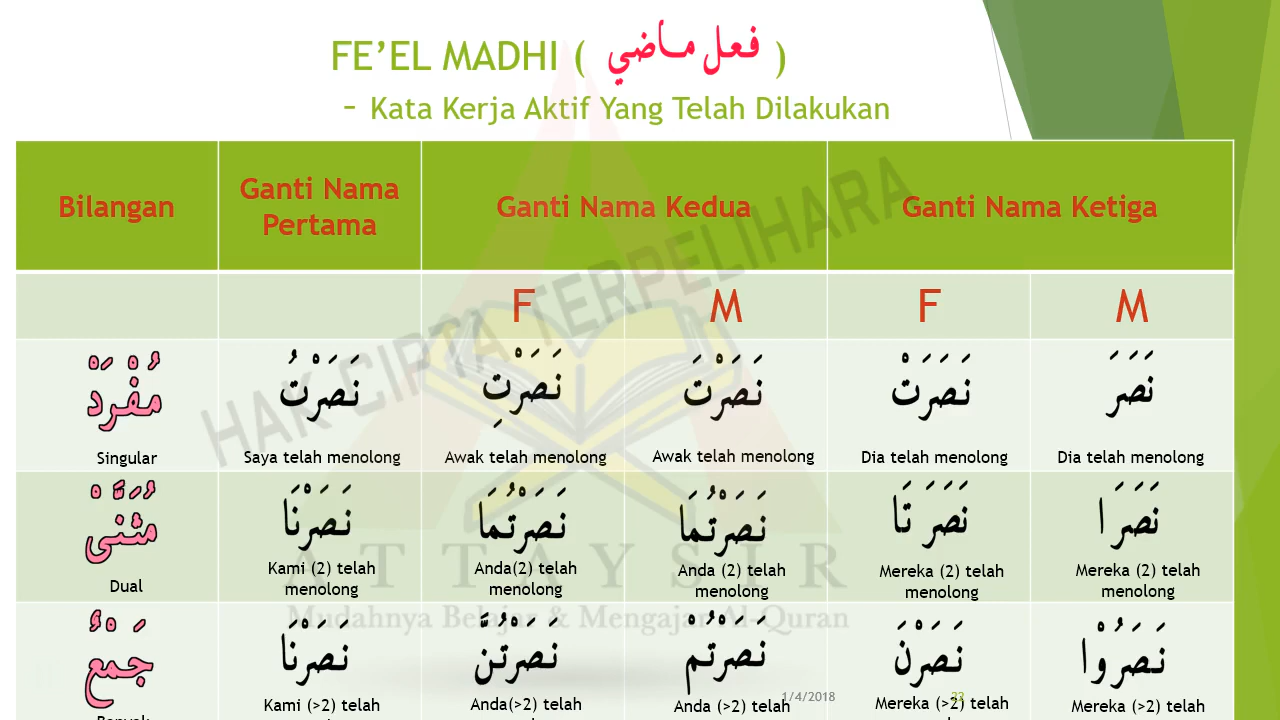 FE’EL MADHI ( فعل ماضي )
– Kata Kerja Aktif Yang Telah Dilakukan
Bilangan
Ganti Nama
Pertama
Ganti Nama Kedua
Ganti Nama Ketiga
F
M
F
M
مُفْرَدْ
Singular
نَصَرْتُ
Saya telah menolong
نَصَرْتِ
Awak telah menolong
نَصَرْتَ
Awak telah menolong
نَصَرَتْ
Dia telah menolong
نَصَرَ
Dia telah menolong
مُثَنَّىْ
Dual
نَصَرْنَا
Kami (2) telah
menolong
نَصَرْتُمَا
Anda(2) telah
menolong
نَصَرْتُمَا
Anda (2) telah
menolong
نَصَرَتَا
Mereka (2) telah
menolong
نَصَرَا
Mereka (2) telah
menolong
جَمْعٌ
نَصَرْنَا
Kami (>2) telah
نَصَرْتُنَّ
Anda(>2) telah
نَصَرْتُمْ
Anda (>2) telah
نَصَرْنَ
Mereka (>2) telah
نَصَرُوْا
Mereka (>2) telah
1/4/2018
HAK CIPTA TERPELIHARA
ATTAYSIR
Mudahnya Belajar & Mengajar Al-Quran